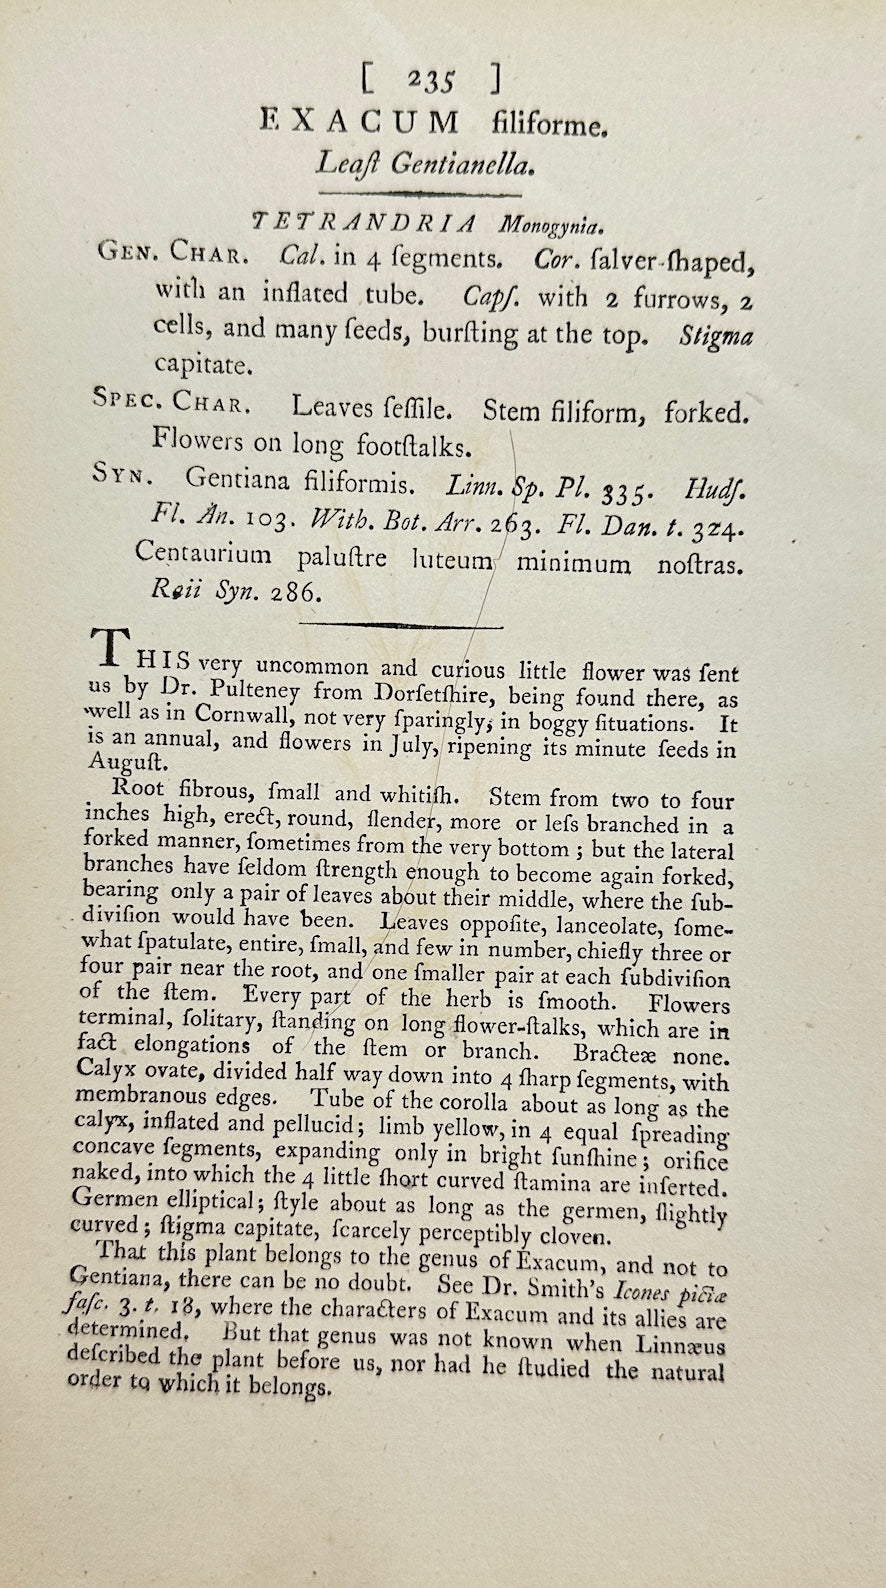 [ 235 ]
EXACUM filiforme.
Leaſt Gentianella.
TETRANDRIA Monogynia.
GEN. CHAR. Cal. in 4 ſegments. Cor. ſalver-ſhaped,
with an inflated tube. Capſ. with 2 furrows, 2
cells, and many ſeeds, burſting at the top. Stigma
capitate.
SPEC. CHAR. Leaves ſeſſile. Stem filiform, forked.
Flowers on long footſtalks.
SYN. Gentiana filiformis. Linn. Sp. Pl. 335. Hudſ.
Fl. An. 103. With. Bot. Arr. 263. Fl. Dan. t. 324.
Centaurium paluſtre luteum minimum noſtras.
Raii Syn. 286.
THIS very uncommon and curious little flower was ſent
us by Dr. Pulteney from Dorſetſhire, being found there, as
well as in Cornwall, not very ſparingly, in boggy ſituations. It
is an annual, and flowers in July, ripening its minute ſeeds in
Auguſt.
Root fibrous, ſmall and whitiſh. Stem from two to four
inches high, erect, round, ſlender, more or leſs branched in a
forked manner, ſometimes from the very bottom; but the lateral
branches have ſeldom ſtrength enough to become again forked,
bearing only a pair of leaves about their middle, where the ſub-
diviſion would have been. Leaves oppoſite, lanceolate, ſome-
what ſpatulate, entire, ſmall, and few in number, chiefly three or
four pair near the root, and one ſmaller pair at each ſubdiviſion
of the ſtem. Every part of the herb is ſmooth. Flowers
terminal, ſolitary, ſtanding on long flower-ſtalks, which are in
fact elongations of the ſtem or branch. Bracteæ none.
Calyx ovate, divided half way down into 4 ſharp ſegments, with
membranous edges. Tube of the corolla about as long as the
calyx, inflated and pellucid; limb yellow, in 4 equal ſpreading
concave ſegments, expanding only in bright ſunſhine; orifice
naked, into which the 4 little ſhort curved ſtamina are inſerted.
Germen elliptical; ſtyle about as long as the germen, ſlightly
curved; ſtigma capitate, ſcarcely perceptibly cloven.
That this plant belongs to the genus of Exacum, and not to
Gentiana, there can be no doubt. See Dr. Smith's Icones pictæ
faſc. 3. t. 18, where the characters of Exacum and its allies are
determined. But that genus was not known when Linnæus
deſcribed the plant before us, nor had he ſtudied the natural
order to which it belongs.